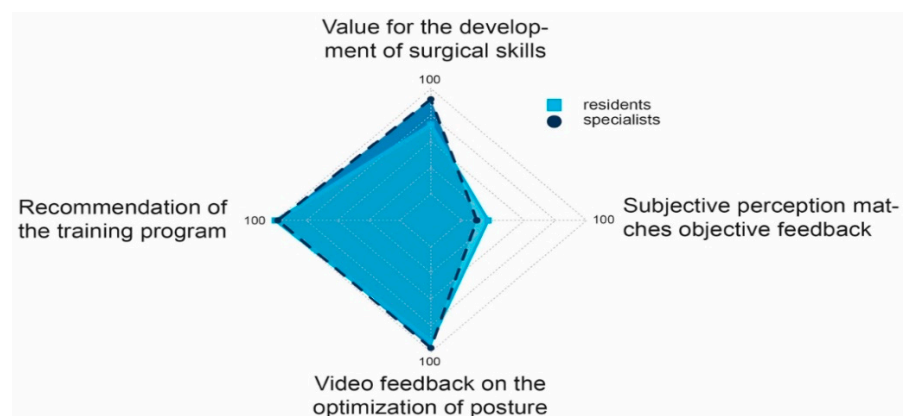 Value for the develop-
ment of surgical skills
100
residents
specialists
Recommendation of
the training program
100
100
Subjective perception mat-
ches objective feedback
100
Video feedback on the
optimization of posture